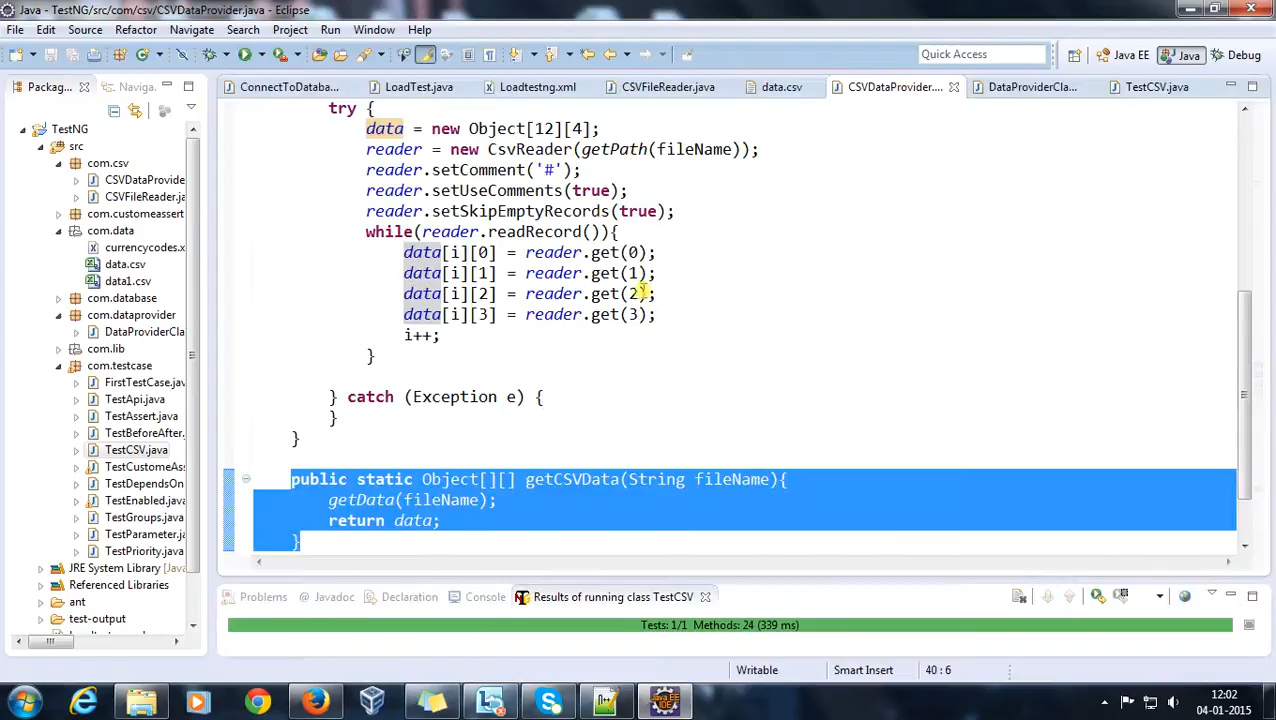 Java - TestNG/src/com/csv/CSVDataProvider.java - Eclipse
File Edit Source Refactor Navigate Search Project Run Window Help
Quick Access
Java EE Java Debug
Packag... Naviga...
ConnectToDataba... LoadTest.java Loadtestng.xml CSVFileReader.java data.csv CSVDataProvider.... DataProviderCla... TestCSV.java
TestNG
src
com.csv
CSVDataProvide
CSVFileReader.ja
com.customeassert
com.data
currencycodes.x
data.csv
data1.csv
com.database
com.dataprovider
DataProviderCla
com.lib
com.testcase
FirstTestCase.java
TestApi.java
TestAssert.java
TestBeforeAfter.
TestCSV.java
TestCustomeAss
TestDependsOn
TestEnabled.java
TestGroups.java
TestParameter.ja
TestPriority.java
JRE System Library [
Referenced Libraries
ant
test-output
try {
data = new Object[12][4];
reader = new CsvReader(getPath(fileName));
reader.setComment('#');
reader.setUseComments(true);
reader.setSkipEmptyRecords(true);
while(reader.readRecord()){
data[i][0] = reader.get(0);
data[i][1] = reader.get(1);
data[i][2] = reader.get(2);
data[i][3] = reader.get(3);
i++;
}
} catch (Exception e) {
}
}
public static Object[][] getCSVData(String fileName){
getData(fileName);
return data;
}
Problems Javadoc Declaration Console Results of running class TestCSV
Tests: 1/1 Methods: 24 (339 ms)
Writable Smart Insert 40 : 6
12:02
04-01-2015